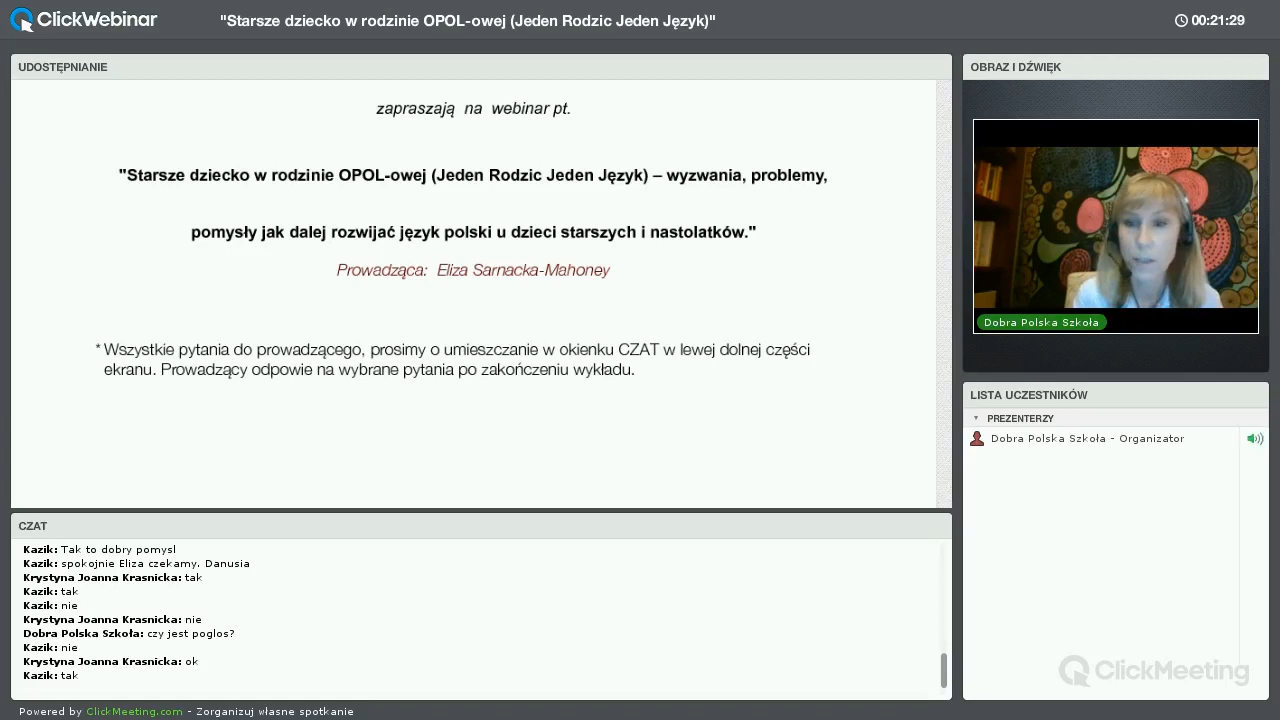 ClickWebinar
"Starsze dziecko w rodzinie OPOL-owej (Jeden Rodzic Jeden Język)"
00:21:29
UDOSTĘPNIANIE
zapraszają na webinar pt.
"Starsze dziecko w rodzinie OPOL-owej (Jeden Rodzic Jeden Język) – wyzwania, problemy,
pomysły jak dalej rozwijać język polski u dzieci starszych i nastolatków."
Prowadząca: Eliza Sarnacka-Mahoney
* Wszystkie pytania do prowadzącego, prosimy o umieszczanie w okienku CZAT w lewej dolnej części
ekranu. Prowadzący odpowie na wybrane pytania po zakończeniu wykładu.
CZAT
Kazik: Tak to dobry pomysl
Kazik: spokojnie Eliza czekamy. Danusia
Krystyna Joanna Krasnicka: tak
Kazik: tak
Kazik: nie
Krystyna Joanna Krasnicka: nie
Dobra Polska Szkoła: czy jest poglos?
Kazik: nie
Krystyna Joanna Krasnicka: ok
Kazik: tak
OBRAZ I DŹWIĘK
Dobra Polska Szkoła
LISTA UCZESTNIKÓW
PREZENTERZY
Dobra Polska Szkoła - Organizator
ClickMeeting
Powered by ClickMeeting.com - Zorganizuj własne spotkanie